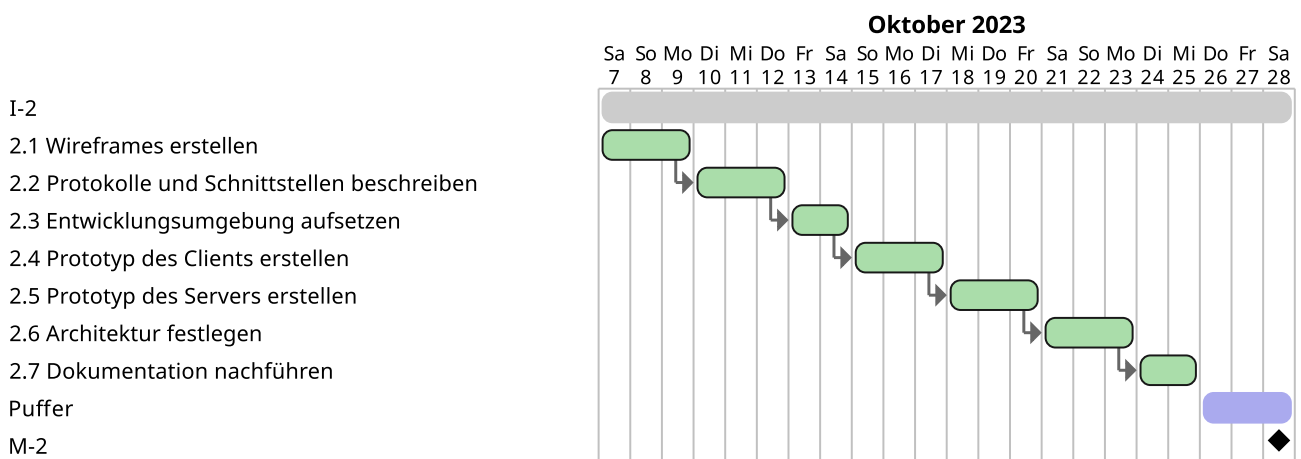 Oktober 2023
Sa So Mo Di Mi Do Fr Sa So Mo Di Mi Do Fr Sa So Mo Di Mi Do Fr Sa
7 8 9 10 11 12 13 14 15 16 17 18 19 20 21 22 23 24 25 26 27 28
I-2
2.1 Wireframes erstellen
2.2 Protokolle und Schnittstellen beschreiben
2.3 Entwicklungsumgebung aufsetzen
2.4 Prototyp des Clients erstellen
2.5 Prototyp des Servers erstellen
2.6 Architektur festlegen
2.7 Dokumentation nachführen
Puffer
M-2